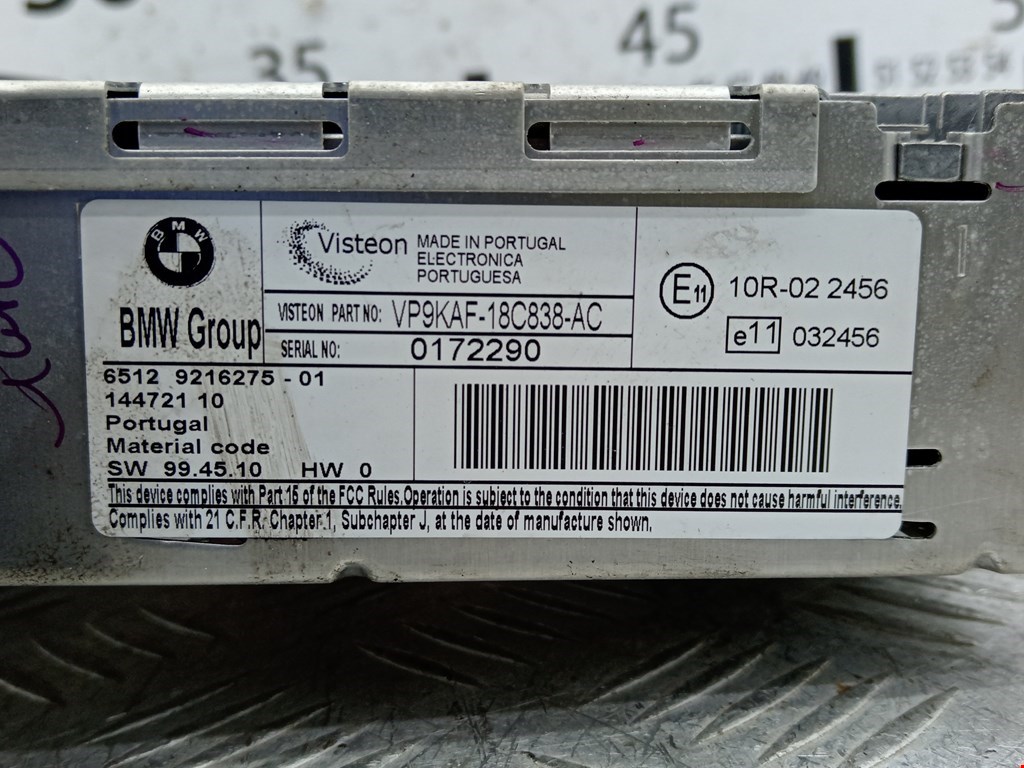 35
45
51 52 53 54
BMW
BMW Group
Visteon
MADE IN PORTUGAL
ELECTRONICA
PORTUGUESA
VISTEON PART NO: VP9KAF-18C838-AC
SERIAL NO: 0172290
E11 10R-02 2456
e11 032456
6512 9216275-01
144721 10
Portugal
Material code
SW 99.45.10 HW 0
This device complies with Part 15 of the FCC Rules.Operation is subject to the condition that this device does not cause harmful interference.
Complies with 21 C.F.R. Chapter 1, Subchapter J, at the date of manufacture shown.